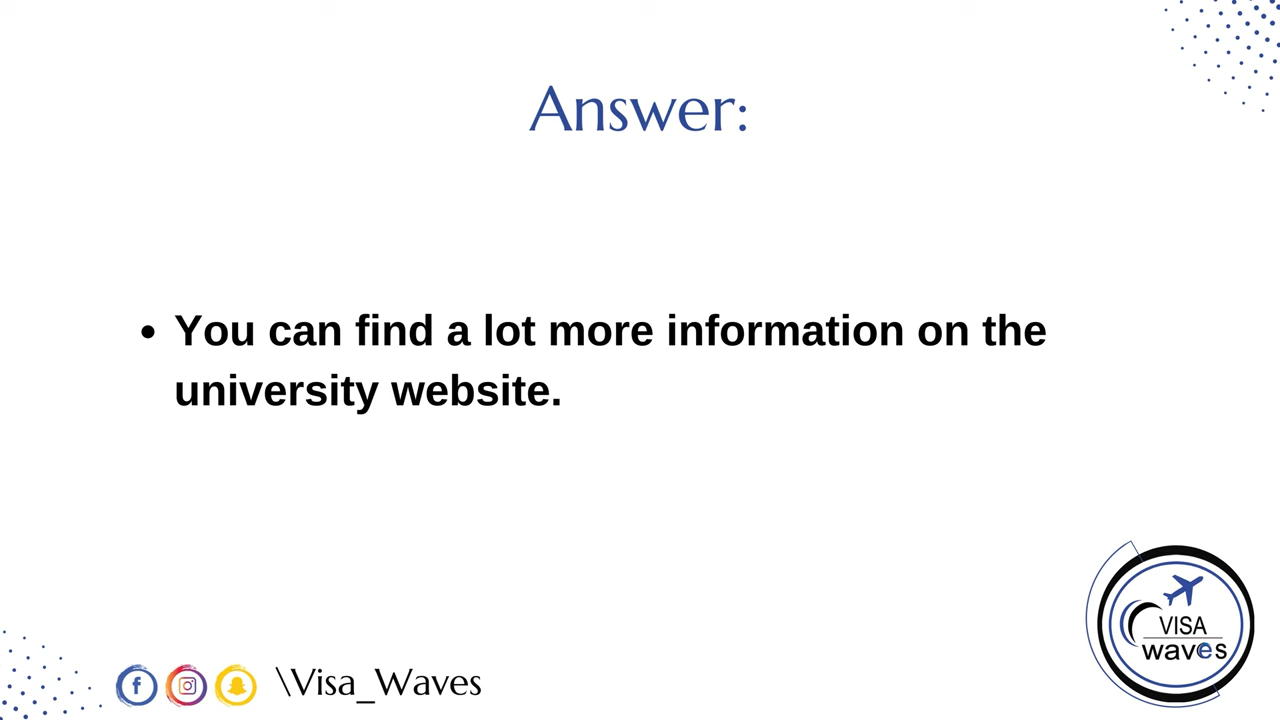 Answer:
• You can find a lot more information on the
university website.
VISA
waves
\Visa_Waves